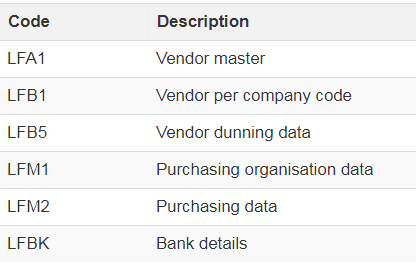 Code Description
LFA1 Vendor master
LFB1 Vendor per company code
LFB5 Vendor dunning data
LFM1 Purchasing organisation data
LFM2 Purchasing data
LFBK Bank details